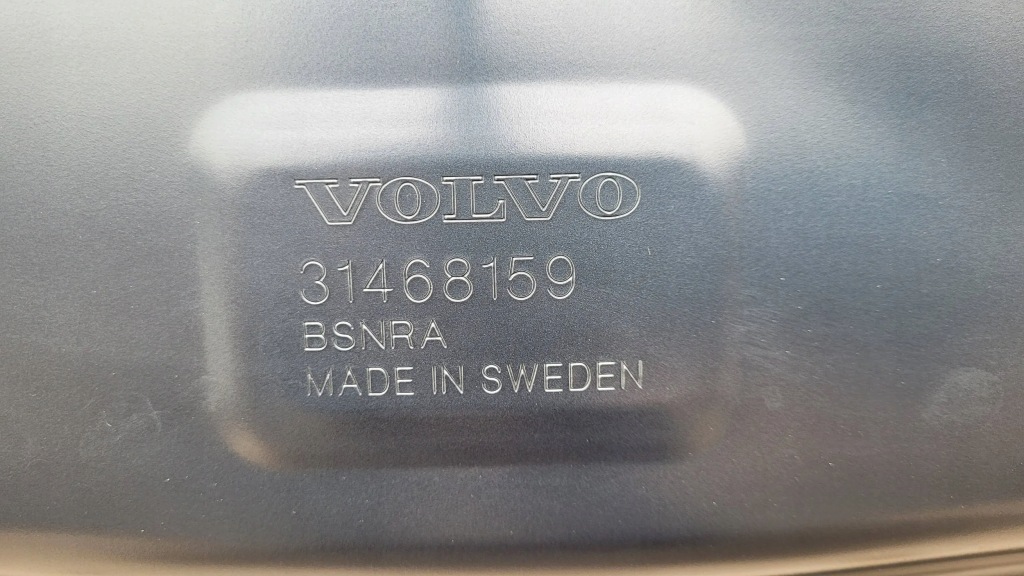 VOLVO
31468159
BSNRA
MADE IN SWEDEN